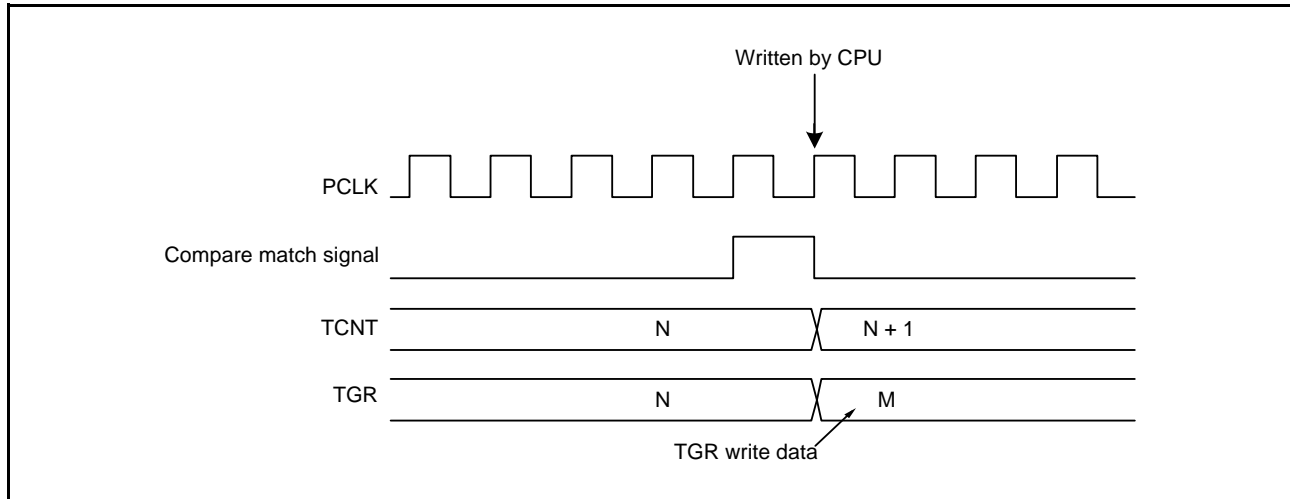 Written by CPU
PCLK
Compare match signal
TCNT
N
N + 1
TGR
N
M
TGR write data